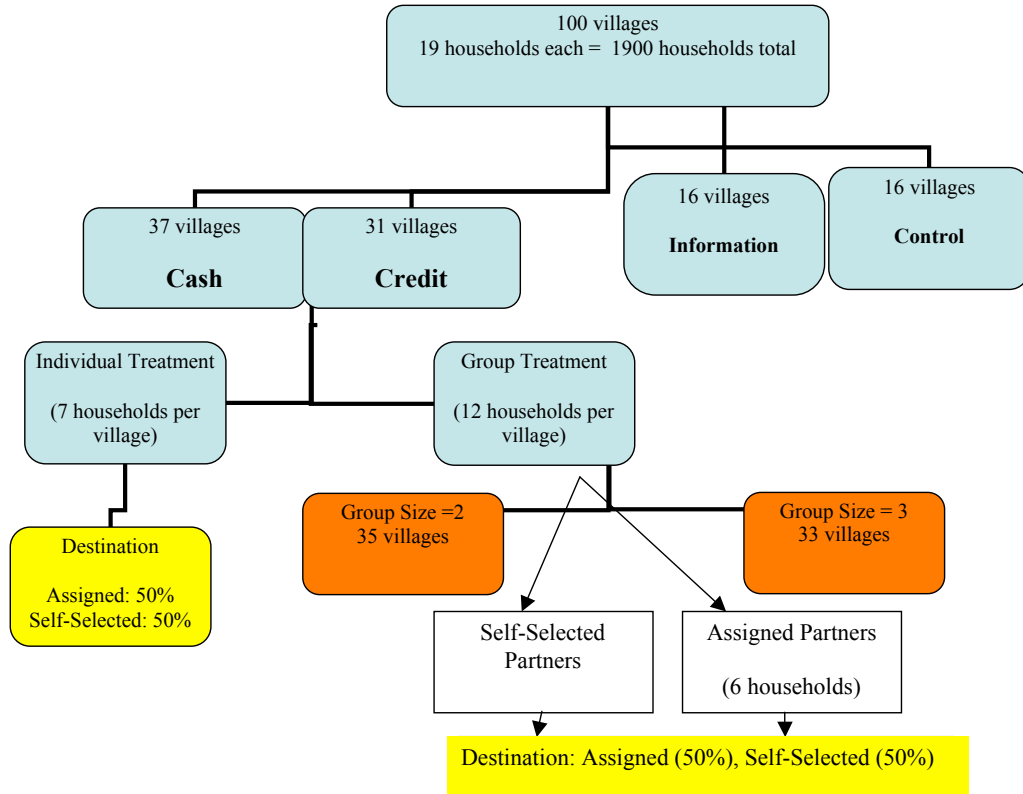 100 villages
19 households each = 1900 households total
37 villages
Cash
31 villages
Credit
16 villages
Information
16 villages
Control
Individual Treatment
(7 households per
village)
Group Treatment
(12 households per
village)
Destination
Assigned: 50%
Self-Selected: 50%
Group Size =2
35 villages
Group Size = 3
33 villages
Self-Selected
Partners
Assigned Partners
(6 households)
Destination: Assigned (50%), Self-Selected (50%)